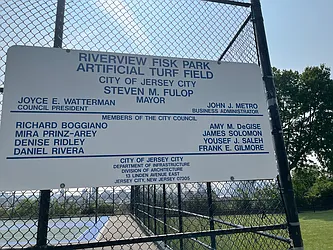 RIVERVIEW FISK PARK
ARTIFICIAL TURF FIELD
CITY OF JERSEY CITY
STEVEN M. FULOP
MAYOR
JOYCE E. WATTERMAN
COUNCIL PRESIDENT
JOHN J. METRO
BUSINESS ADMINISTRATOR
MEMBERS OF THE CITY COUNCIL
RICHARD BOGGIANO
MIRA PRINZ-AREY
DENISE RIDLEY
DANIEL RIVERA
AMY M. DeGISE
JAMES SOLOMON
YOUSEF J. SALEH
FRANK E. GILMORE
CITY OF JERSEY CITY
DEPARTMENT OF INFRASTRUCTURE
DIVISION OF ARCHITECTURE
13 LINDEN AVENUE EAST
JERSEY CITY, NEW JERSEY 07305